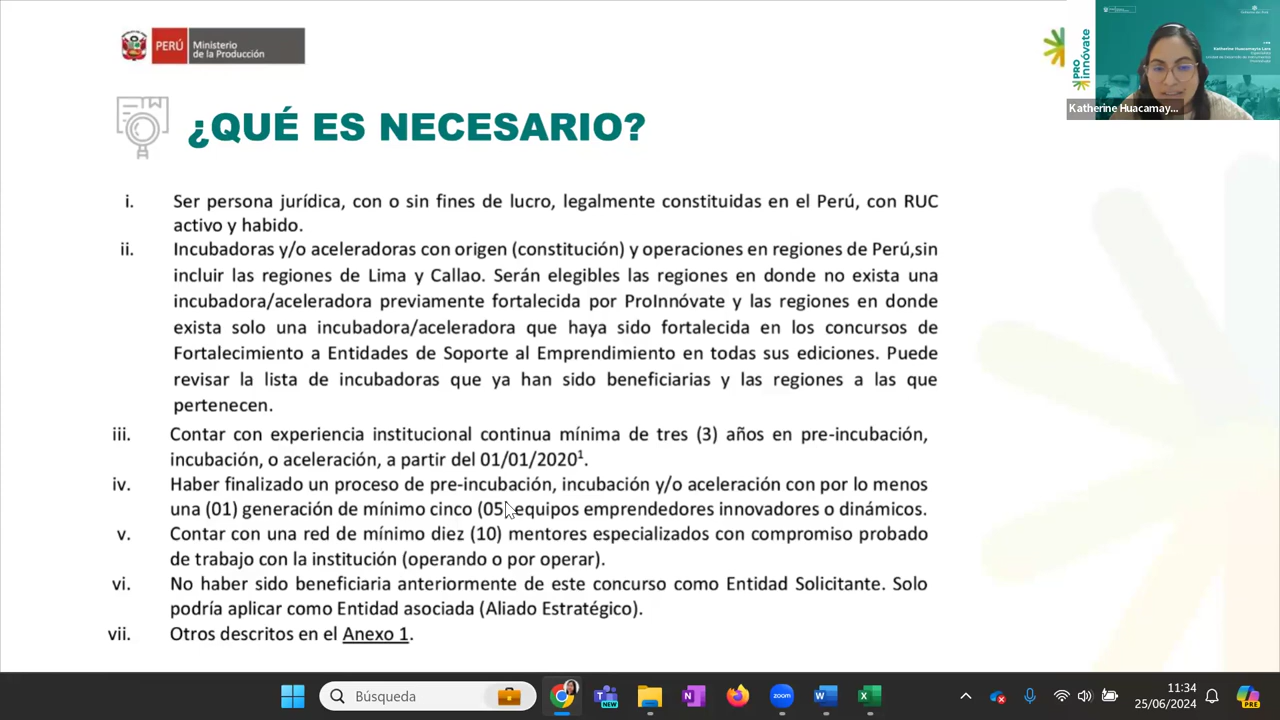 PERÚ
Ministerio
de la Producción
PRO
innóvate
Katherine Huacamayta Lara
Katherine Huacamay...
¿QUÉ ES NECESARIO?
i. Ser persona jurídica, con o sin fines de lucro, legalmente constituidas en el Perú, con RUC
activo y habido.
ii. Incubadoras y/o aceleradoras con origen (constitución) y operaciones en regiones de Perú,sin
incluir las regiones de Lima y Callao. Serán elegibles las regiones en donde no exista una
incubadora/aceleradora previamente fortalecida por ProInnóvate y las regiones en donde
exista solo una incubadora/aceleradora que haya sido fortalecida en los concursos de
Fortalecimiento a Entidades de Soporte al Emprendimiento en todas sus ediciones. Puede
revisar la lista de incubadoras que ya han sido beneficiarias y las regiones a las que
pertenecen.
iii. Contar con experiencia institucional continua mínima de tres (3) años en pre-incubación,
incubación, o aceleración, a partir del 01/01/2020¹.
iv. Haber finalizado un proceso de pre-incubación, incubación y/o aceleración con por lo menos
una (01) generación de mínimo cinco (05) equipos emprendedores innovadores o dinámicos.
v. Contar con una red de mínimo diez (10) mentores especializados con compromiso probado
de trabajo con la institución (operando o por operar).
vi. No haber sido beneficiaria anteriormente de este concurso como Entidad Solicitante. Solo
podría aplicar como Entidad asociada (Aliado Estratégico).
vii. Otros descritos en el Anexo 1.
Búsqueda
NEW
zoom
11:34
25/06/2024
PRE